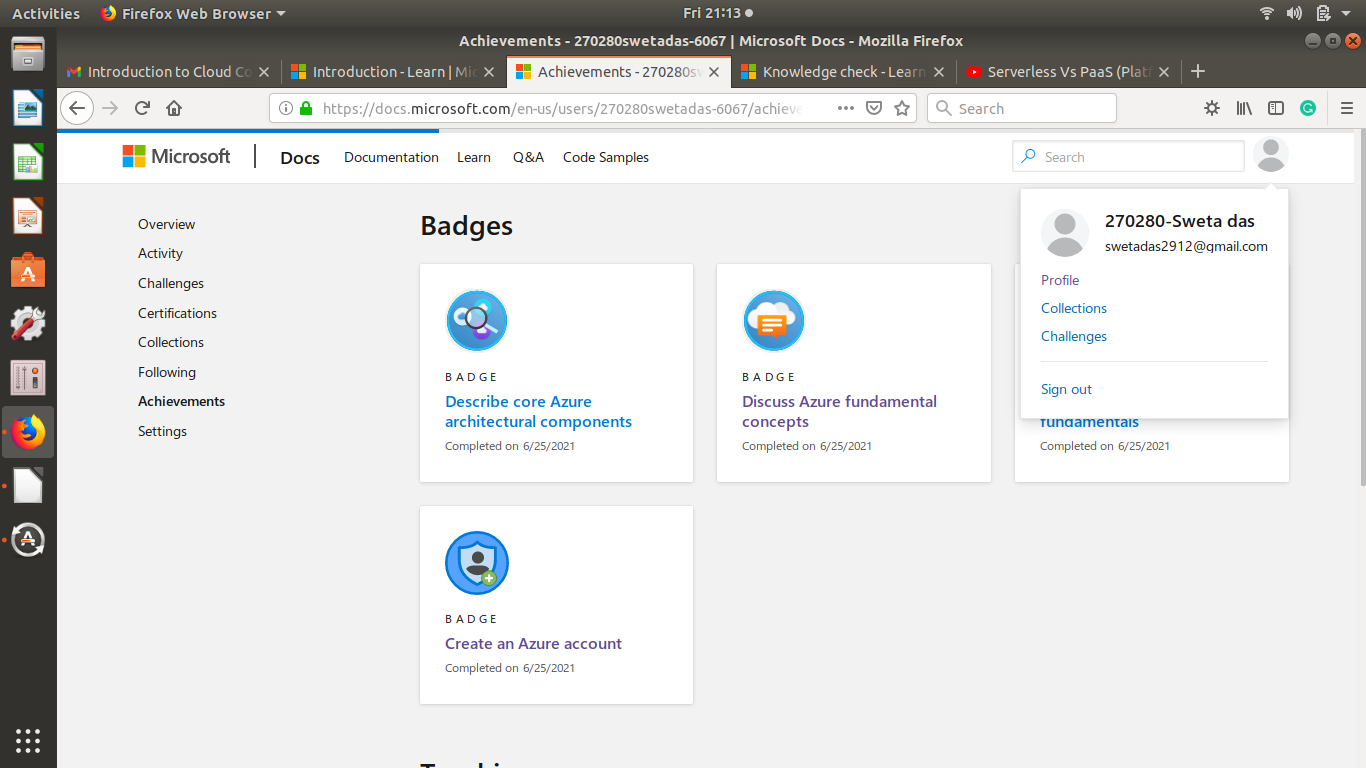 Activities
Firefox Web Browser
Fri 21:13
Achievements - 270280swetadas-6067 | Microsoft Docs - Mozilla Firefox
Introduction to Cloud Co
Introduction - Learn | Mic
Achievements - 270280sw
Knowledge check - Learn
Serverless Vs PaaS (Platf
https://docs.microsoft.com/en-us/users/270280swetadas-6067/achieve
Search
Microsoft
Docs
Documentation
Learn
Q&A
Code Samples
Search
270280-Sweta das
swetadas2912@gmail.com
Profile
Collections
Challenges
Sign out
Overview
Activity
Challenges
Certifications
Collections
Following
Achievements
Settings
Badges
BADGE
Describe core Azure
architectural components
Completed on 6/25/2021
BADGE
Discuss Azure fundamental
concepts
Completed on 6/25/2021
fundamentals
Completed on 6/25/2021
BADGE
Create an Azure account
Completed on 6/25/2021